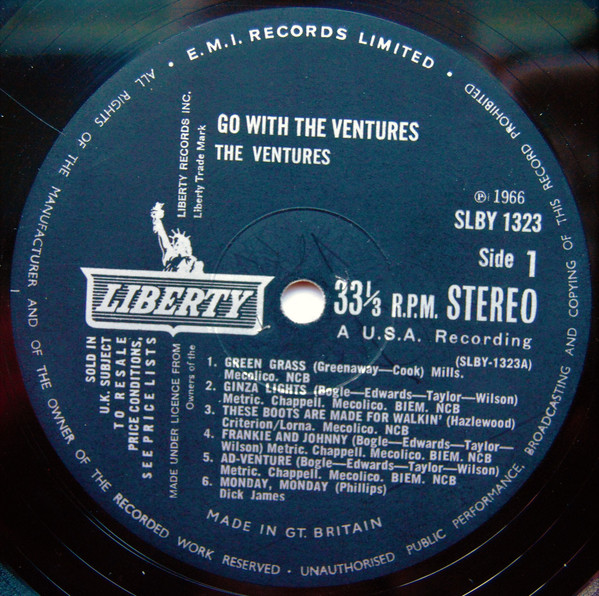 E.M.I. RECORDS LIMITED •
ALL RIGHTS OF THE MANUFACTURER AND OF THE OWNER OF THE RECORDED WORK RESERVED • UNAUTHORISED PUBLIC PERFORMANCE, BROADCASTING AND COPYING OF THIS RECORD PROHIBITED •
GO WITH THE VENTURES
THE VENTURES
LIBERTY RECORDS INC.
Liberty Trade Mark
℗ 1966
SLBY 1323
Side 1
LIBERTY
33⅓ R.P.M. STEREO
A U.S.A. Recording
(SLBY-1323A)
SOLD IN
U.K. SUBJECT
TO RESALE
PRICE CONDITIONS,
SEE PRICE LISTS
MADE UNDER LICENCE FROM
Owners of the
1. GREEN GRASS (Greenaway—Cook) Mills.
Mecolico. NCB
2. GINZA LIGHTS (Bogle—Edwards—Taylor—Wilson)
Metric. Chappell. Mecolico. BIEM. NCB
3. THESE BOOTS ARE MADE FOR WALKIN' (Hazlewood)
Criterion/Lorna. Mecolico. NCB
4. FRANKIE AND JOHNNY (Bogle—Edwards—Taylor—
Wilson) Metric. Chappell. Mecolico. BIEM. NCB
5. AD-VENTURE (Bogle—Edwards—Taylor—Wilson)
Metric. Chappell. Mecolico. BIEM. NCB
6. MONDAY, MONDAY (Phillips)
Dick James
MADE IN GT. BRITAIN